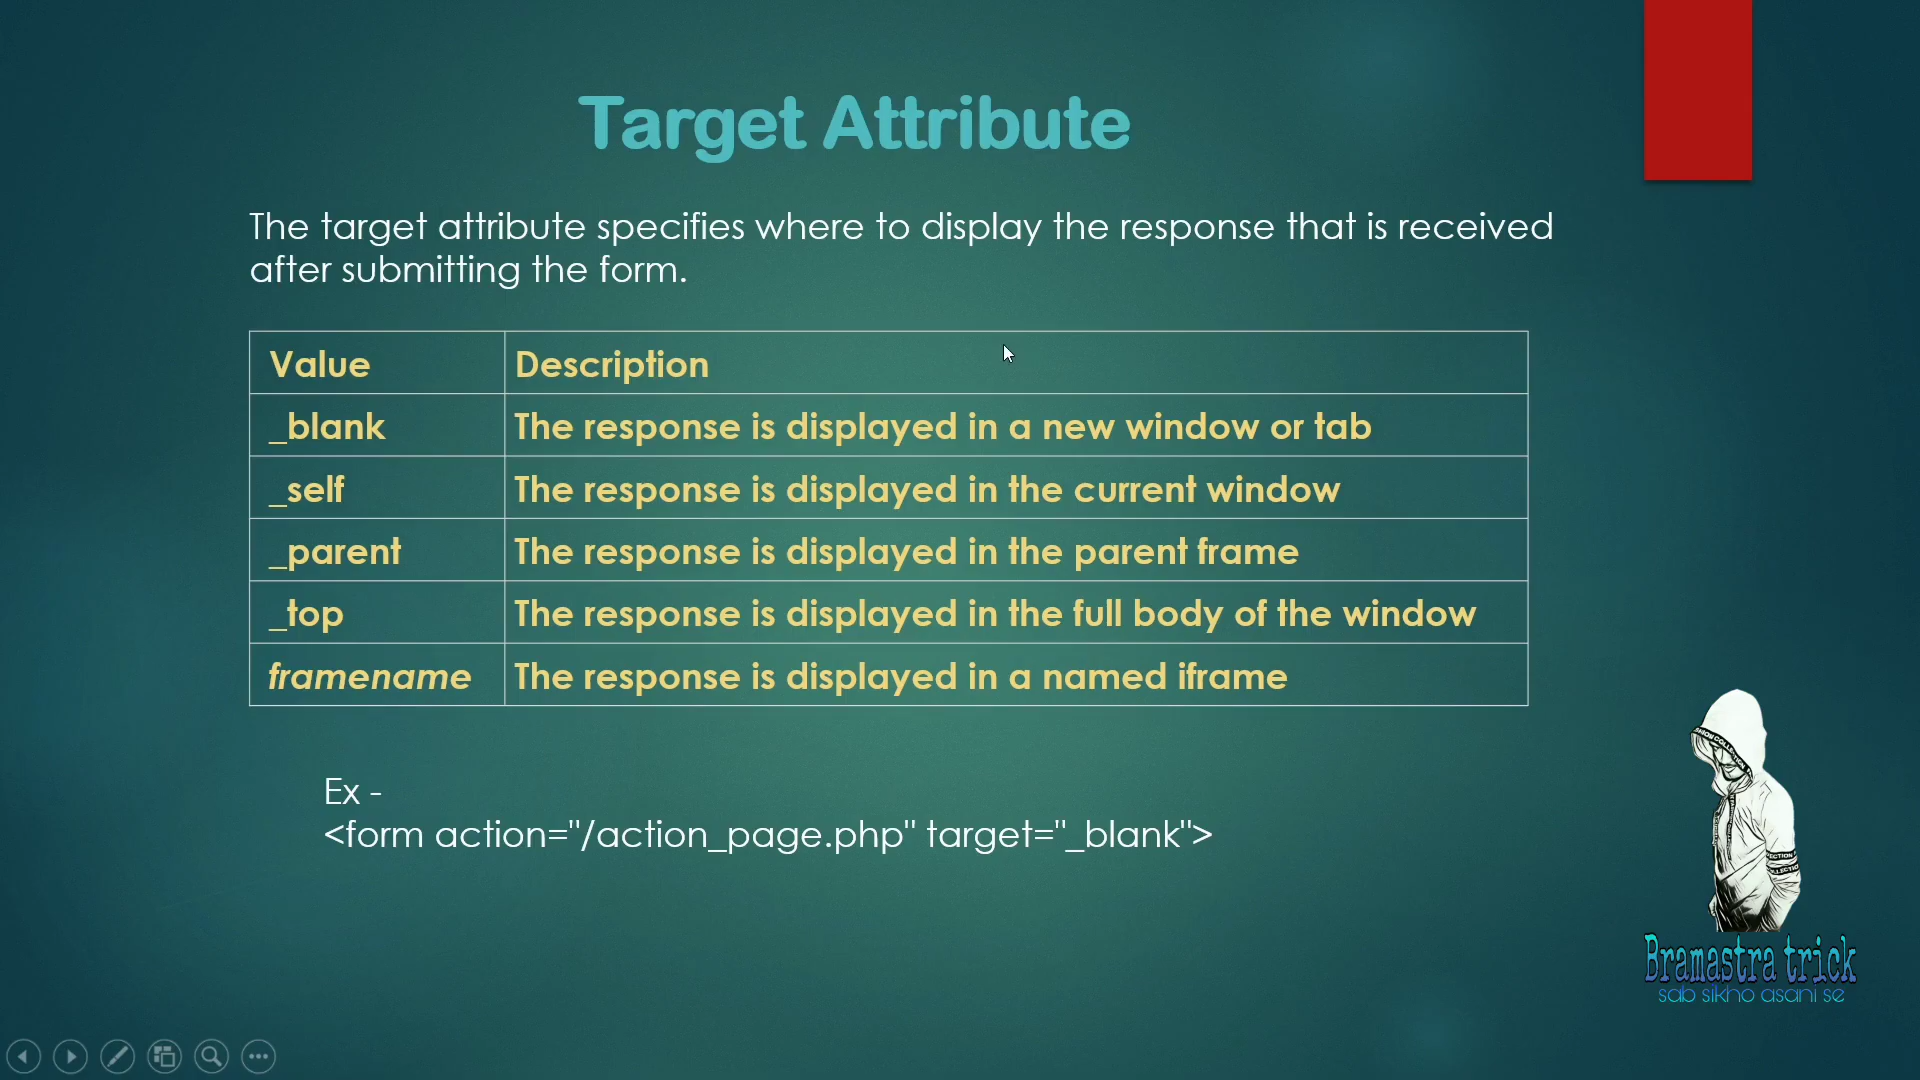 Target Attribute
The target attribute specifies where to display the response that is received
after submitting the form.
Value Description
_blank The response is displayed in a new window or tab
_self The response is displayed in the current window
_parent The response is displayed in the parent frame
_top The response is displayed in the full body of the window
framename The response is displayed in a named iframe
Ex -
<form action="/action_page.php" target="_blank">
Bramastra trick
sab sikho asani se